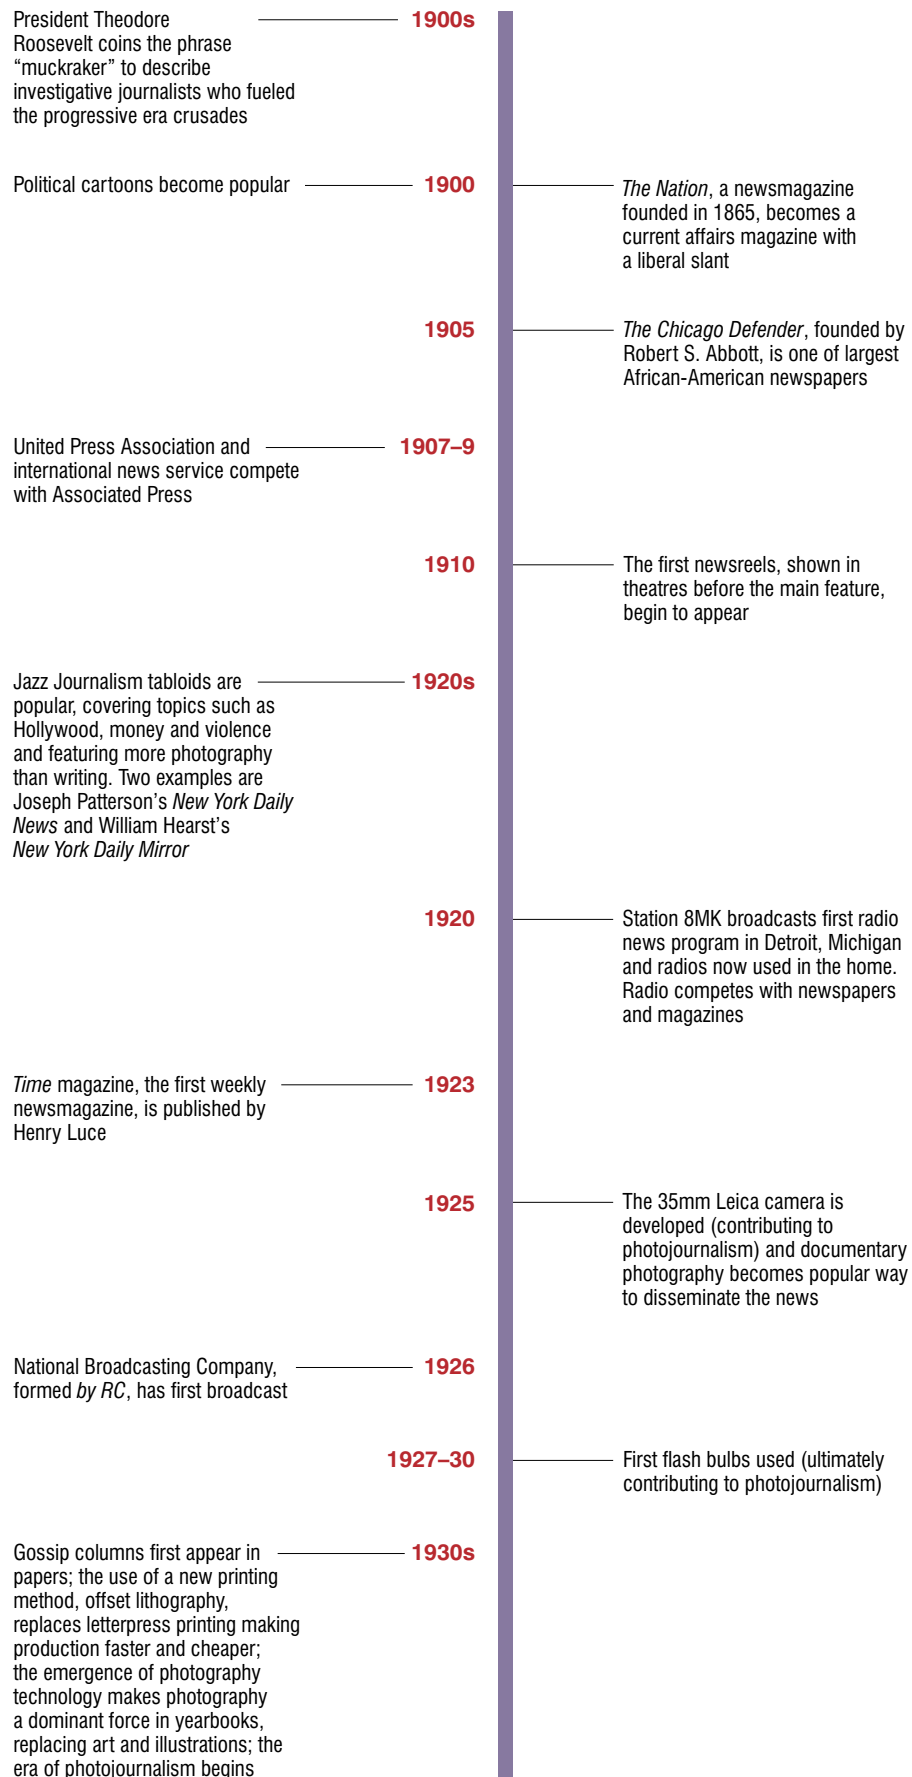 President Theodore
Roosevelt coins the phrase
“muckraker” to describe
investigative journalists who fueled
the progressive era crusades
1900s
Political cartoons become popular
1900
The Nation, a newsmagazine
founded in 1865, becomes a
current affairs magazine with
a liberal slant
1905
The Chicago Defender, founded by
Robert S. Abbott, is one of largest
African-American newspapers
United Press Association and
international news service compete
with Associated Press
1907–9
1910
The first newsreels, shown in
theatres before the main feature,
begin to appear
Jazz Journalism tabloids are
popular, covering topics such as
Hollywood, money and violence
and featuring more photography
than writing. Two examples are
Joseph Patterson’s New York Daily
News and William Hearst’s
New York Daily Mirror
1920s
1920
Station 8MK broadcasts first radio
news program in Detroit, Michigan
and radios now used in the home.
Radio competes with newspapers
and magazines
Time magazine, the first weekly
newsmagazine, is published by
Henry Luce
1923
1925
The 35mm Leica camera is
developed (contributing to
photojournalism) and documentary
photography becomes popular way
to disseminate the news
National Broadcasting Company,
formed by RC, has first broadcast
1926
1927–30
First flash bulbs used (ultimately
contributing to photojournalism)
Gossip columns first appear in
papers; the use of a new printing
method, offset lithography,
replaces letterpress printing making
production faster and cheaper;
the emergence of photography
technology makes photography
a dominant force in yearbooks,
replacing art and illustrations; the
era of photojournalism begins
1930s